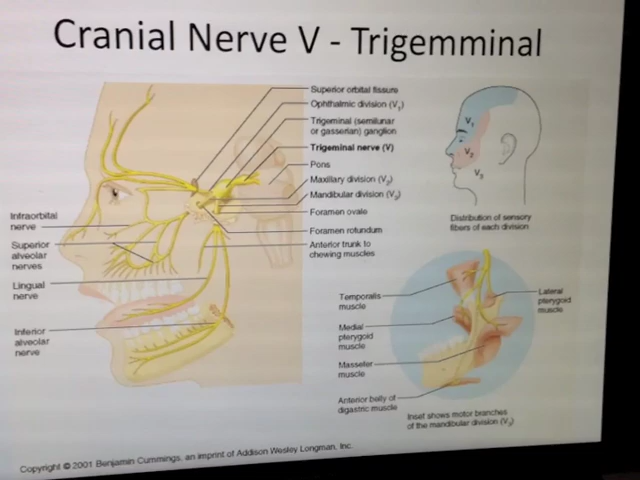 Cranial Nerve V - Trigemminal
Superior orbital fissure
Ophthalmic division (V1)
Trigeminal (semilunar
or gasserian) ganglion
Trigeminal nerve (V)
Pons
Maxillary division (V2)
Mandibular division (V3)
Foramen ovale
Foramen rotundum
Anterior trunk to
chewing muscles
Infraorbital
nerve
Superior
alveolar
nerves
Lingual
nerve
Inferior
alveolar
nerve
V1
V2
V3
Distribution of sensory
fibers of each division
Temporalis
muscle
Medial
pterygoid
muscle
Masseter
muscle
Anterior belly of
digastric muscle
Lateral
pterygoid
muscle
Inset shows motor branches
of the mandibular division (V3)
Copyright © 2001 Benjamin Cummings, an imprint of Addison Wesley Longman, Inc.